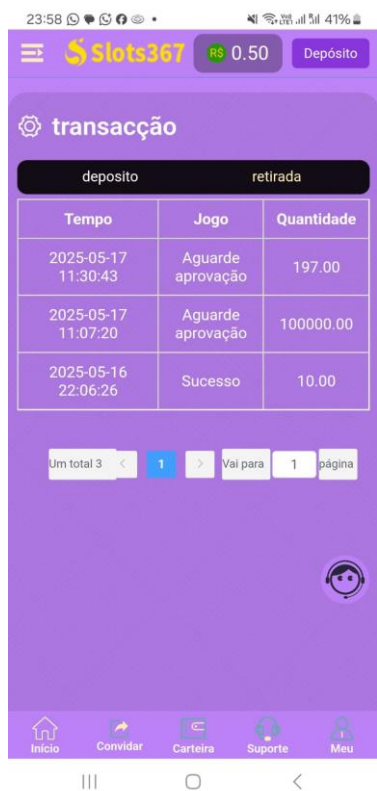 23:58 41%
Slots367 R$ 0.50 Depósito
transacção
deposito retirada
Tempo Jogo Quantidade
2025-05-17 11:30:43 Aguarde aprovação 197.00
2025-05-17 11:07:20 Aguarde aprovação 100000.00
2025-05-16 22:06:26 Sucesso 10.00
Um total 3 < 1 > Vai para 1 página
Início Convidar Carteira Suporte Meu